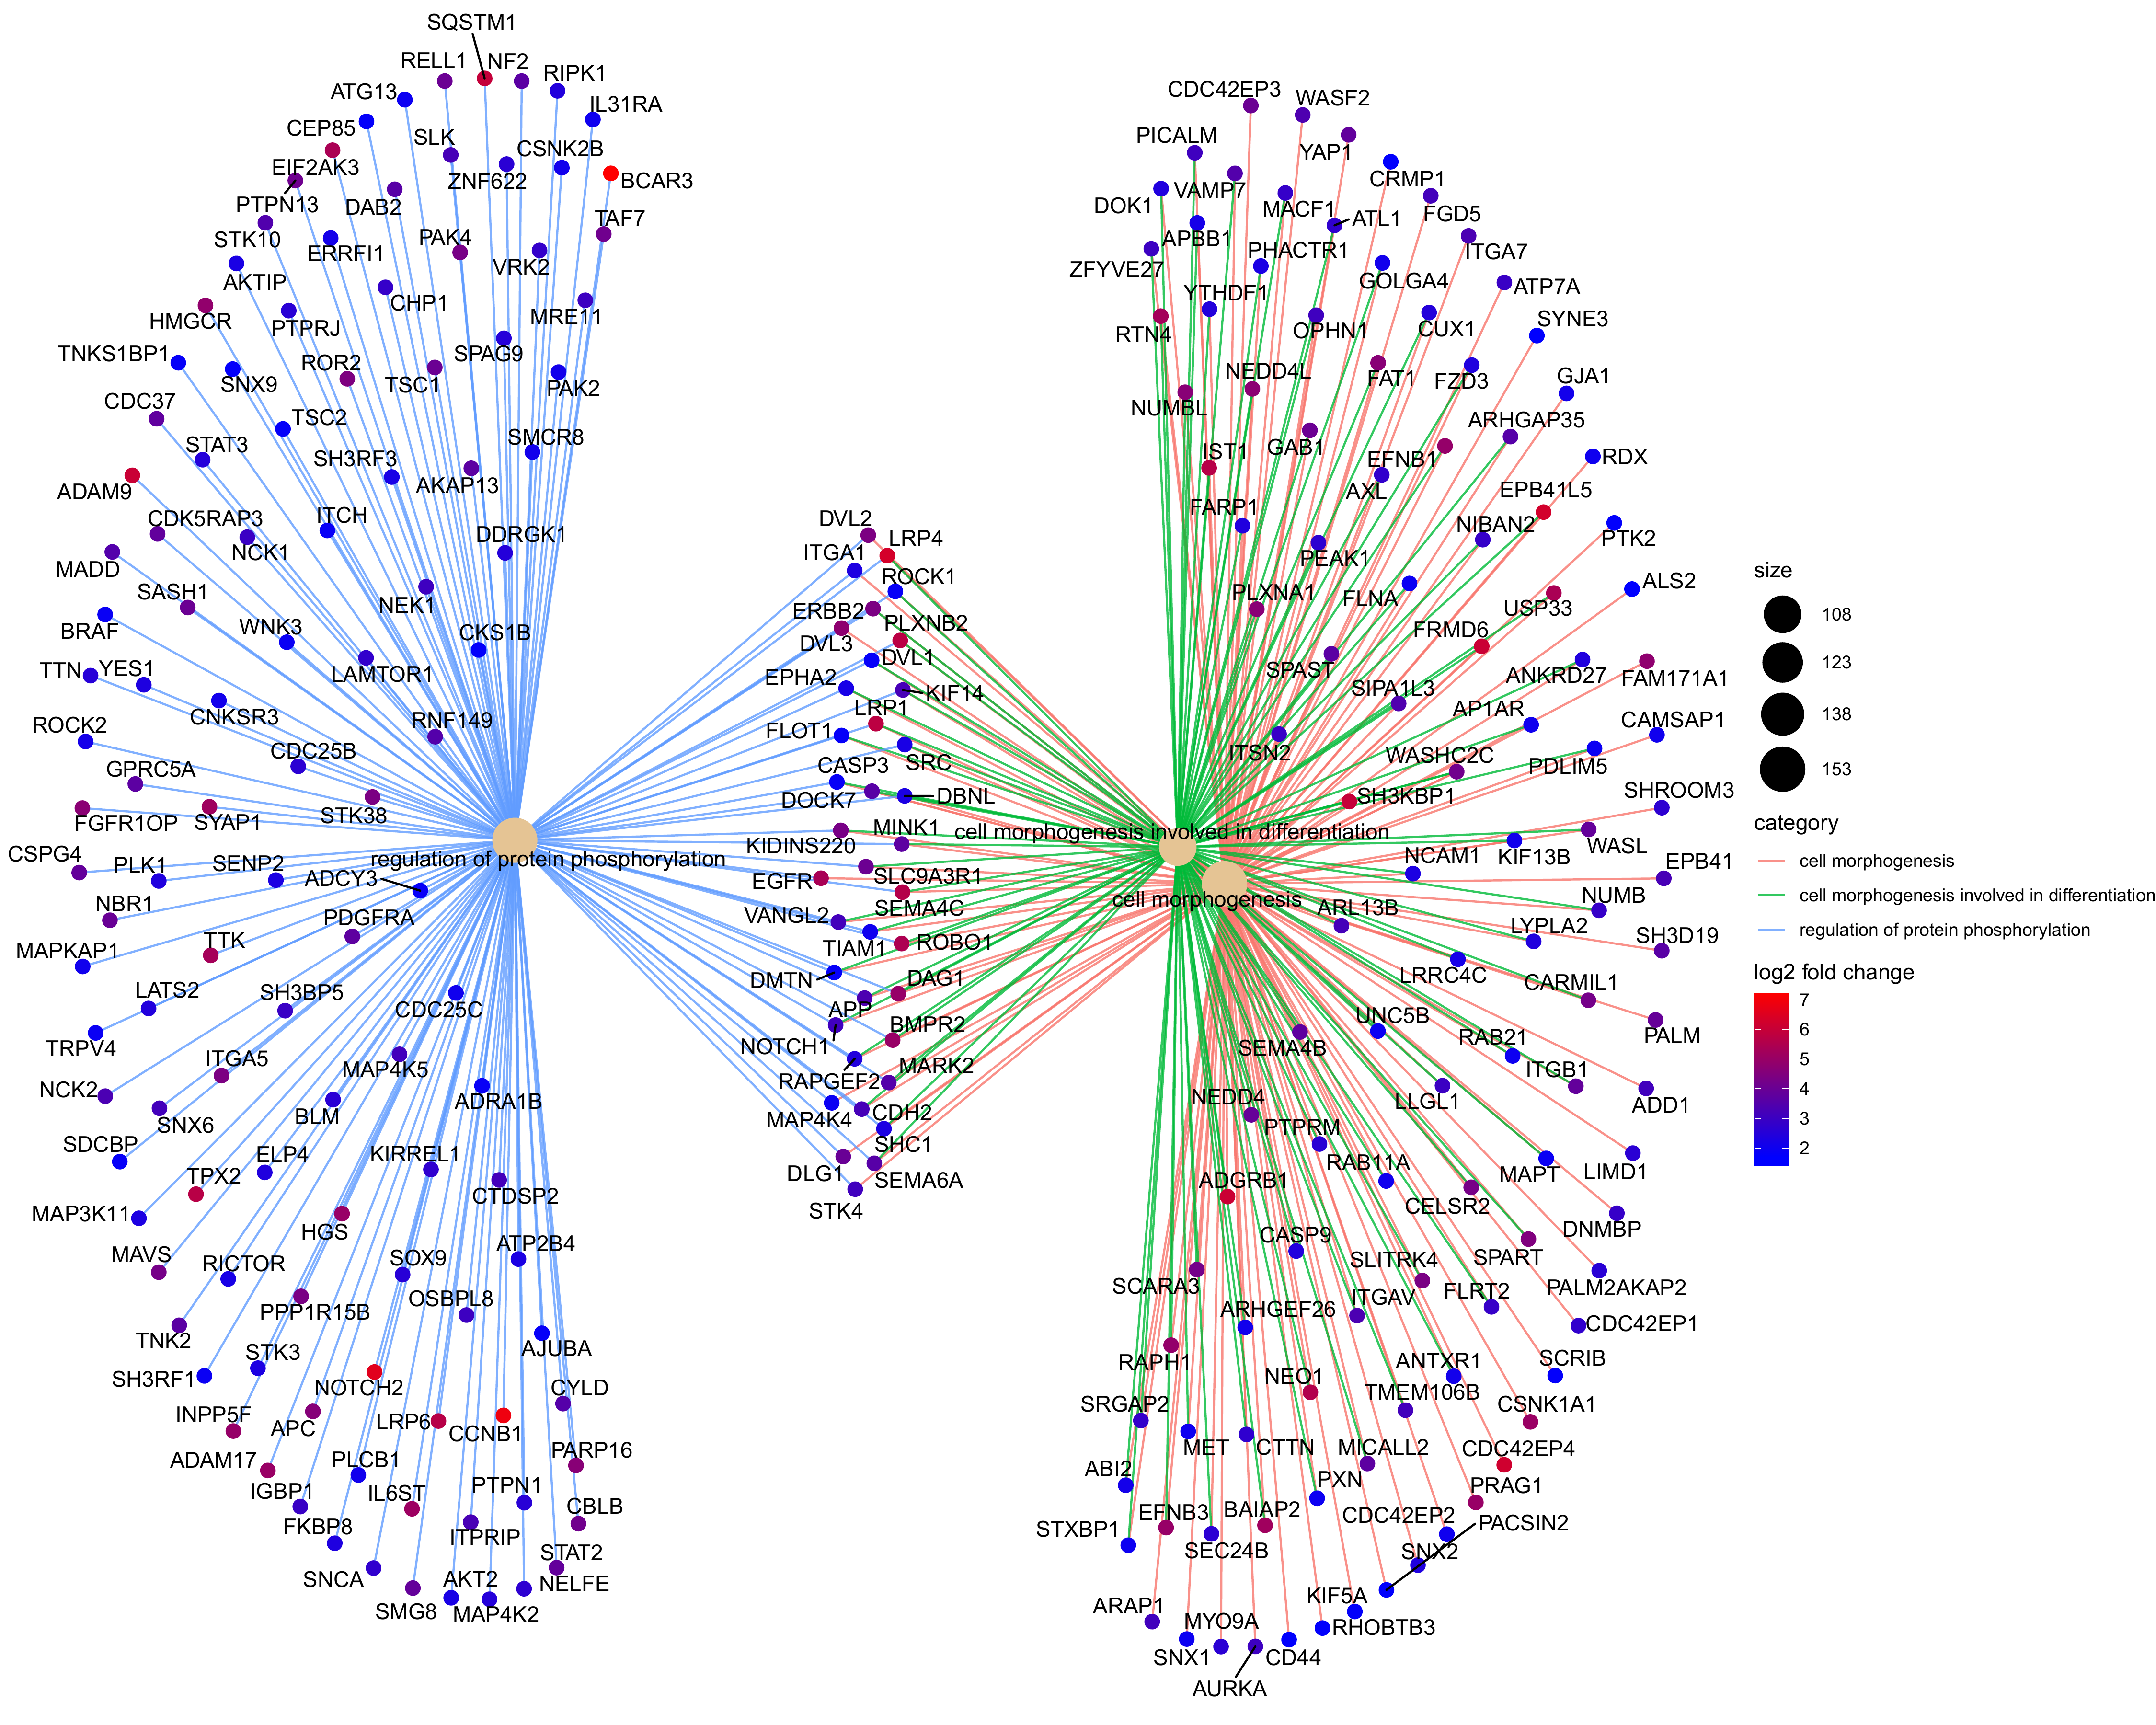 SQSTM1
RELL1
NF2
RIPK1
ATG13
IL31RA
CEP85
SLK
CSNK2B
EIF2AK3
ZNF622
BCAR3
PTPN13
DAB2
TAF7
STK10
ERRFI1
PAK4
VRK2
AKTIP
CHP1
MRE11
HMGCR
PTPRJ
TNKS1BP1
ROR2
SPAG9
SNX9
TSC1
PAK2
CDC37
TSC2
STAT3
SH3RF3
SMCR8
ADAM9
AKAP13
CDK5RAP3
ITCH
NCK1
DDRGK1
MADD
SASH1
NEK1
BRAF
WNK3
CKS1B
TTN
YES1
LAMTOR1
CNKSR3
RNF149
ROCK2
CDC25B
GPRC5A
FGFR1OP
SYAP1
STK38
CSPG4
PLK1
SENP2
ADCY3
regulation of protein phosphorylation
NBR1
PDGFRA
MAPKAP1
TTK
LATS2
SH3BP5
CDC25C
TRPV4
ITGA5
MAP4K5
NCK2
SNX6
BLM
ADRA1B
SDCBP
ELP4
KIRREL1
TPX2
CTDSP2
MAP3K11
HGS
MAVS
RICTOR
SOX9
ATP2B4
PPP1R15B
OSBPL8
TNK2
STK3
AJUBA
SH3RF1
NOTCH2
CYLD
INPP5F
APC
LRP6
CCNB1
ADAM17
PLCB1
PARP16
IGBP1
IL6ST
PTPN1
FKBP8
ITPRIP
CBLB
SNCA
STAT2
AKT2
NELFE
SMG8
MAP4K2
DVL2
ITGA1
LRP4
ROCK1
ERBB2
PLXNB2
DVL3
DVL1
EPHA2
KIF14
LRP1
FLOT1
SRC
CASP3
DOCK7
DBNL
MINK1
KIDINS220
EGFR
SLC9A3R1
SEMA4C
VANGL2
TIAM1
ROBO1
DMTN
DAG1
APP
NOTCH1
BMPR2
RAPGEF2
MARK2
MAP4K4
CDH2
SHC1
DLG1
SEMA6A
STK4
CDC42EP3
WASF2
PICALM
YAP1
CRMP1
DOK1
VAMP7
MACF1
ATL1
FGD5
APBB1
ZFYVE27
PHACTR1
ITGA7
YTHDF1
GOLGA4
ATP7A
RTN4
OPHN1
CUX1
SYNE3
NEDD4L
FAT1
FZD3
GJA1
NUMBL
ARHGAP35
IST1
GAB1
EFNB1
RDX
AXL
EPB41L5
FARP1
NIBAN2
PTK2
PEAK1
PLXNA1
FLNA
USP33
ALS2
FRMD6
SPAST
SIPA1L3
ANKRD27
FAM171A1
AP1AR
CAMSAP1
ITSN2
WASHC2C
PDLIM5
SH3KBP1
SHROOM3
cell morphogenesis involved in differentiation
NCAM1
KIF13B
WASL
EPB41
cell morphogenesis
ARL13B
NUMB
LYPLA2
SH3D19
LRRC4C
CARMIL1
UNC5B
PALM
SEMA4B
RAB21
ITGB1
NEDD4
LLGL1
ADD1
PTPRM
RAB11A
MAPT
LIMD1
ADGRB1
CELSR2
DNMBP
CASP9
SLITRK4
SPART
SCARA3
FLRT2
PALM2AKAP2
ARHGEF26
ITGAV
CDC42EP1
RAPH1
ANTXR1
SCRIB
NEO1
TMEM106B
SRGAP2
CSNK1A1
MET
CTTN
MICALL2
CDC42EP4
ABI2
PXN
PRAG1
STXBP1
EFNB3
BAIAP2
CDC42EP2
PACSIN2
SEC24B
SNX2
ARAP1
KIF5A
MYO9A
RHOBTB3
SNX1
CD44
AURKA
size
108
123
138
153
category
cell morphogenesis
cell morphogenesis involved in differentiation
regulation of protein phosphorylation
log2 fold change
7
6
5
4
3
2